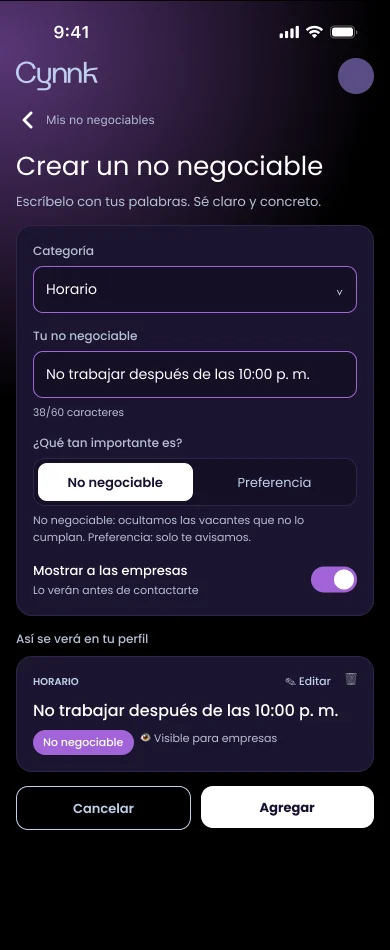 9:41
Cynnk
Mis no negociables
Crear un no negociable
Escríbelo con tus palabras. Sé claro y concreto.
Categoría
Horario
Tu no negociable
No trabajar después de las 10:00 p. m.
38/60 caracteres
¿Qué tan importante es?
No negociable Preferencia
No negociable: ocultamos las vacantes que no lo
cumplan. Preferencia: solo te avisamos.
Mostrar a las empresas
Lo verán antes de contactarte
Así se verá en tu perfil
HORARIO ✎ Editar 🗑
No trabajar después de las 10:00 p. m.
No negociable 👁 Visible para empresas
Cancelar Agregar